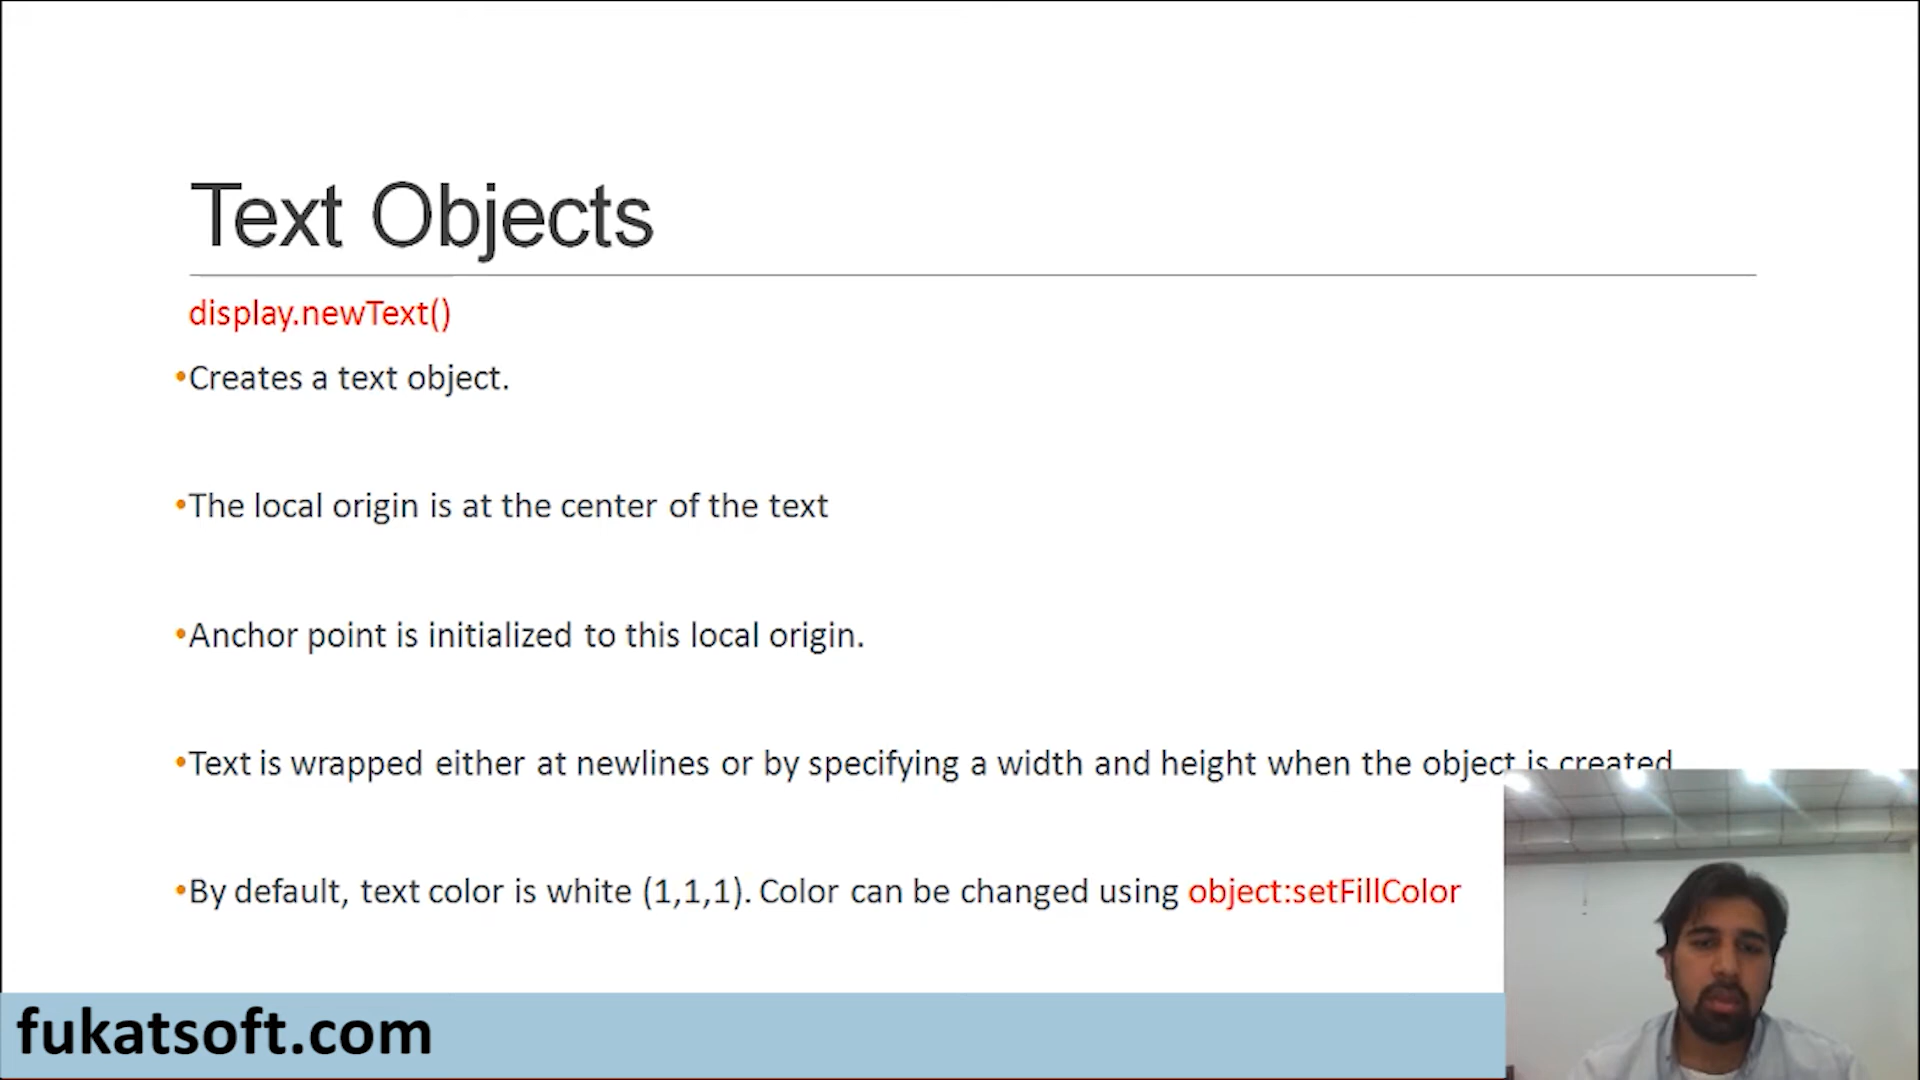 Text Objects
display.newText()
•Creates a text object.
•The local origin is at the center of the text
•Anchor point is initialized to this local origin.
•Text is wrapped either at newlines or by specifying a width and height when the object is created
•By default, text color is white (1,1,1). Color can be changed using object:setFillColor
fukatsoft.com